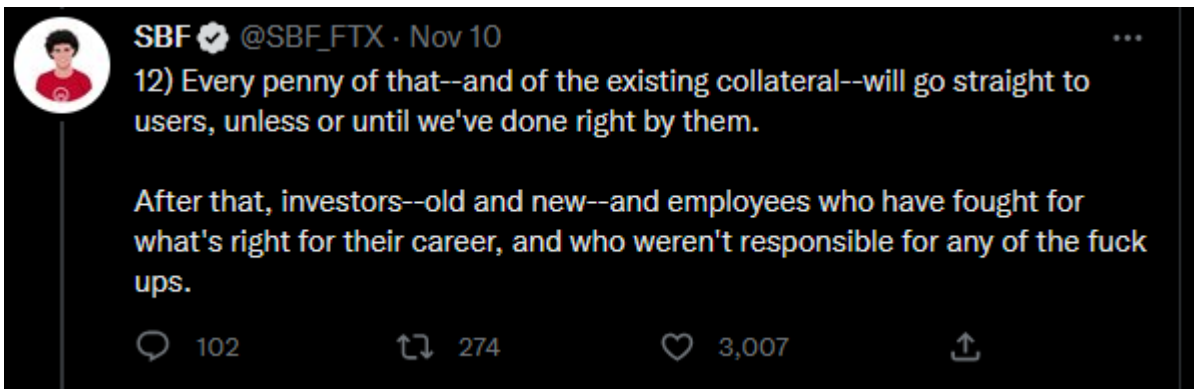 SBF @SBF_FTX · Nov 10
12) Every penny of that--and of the existing collateral--will go straight to
users, unless or until we've done right by them.
After that, investors--old and new--and employees who have fought for
what's right for their career, and who weren't responsible for any of the fuck
ups.
102 274 3,007